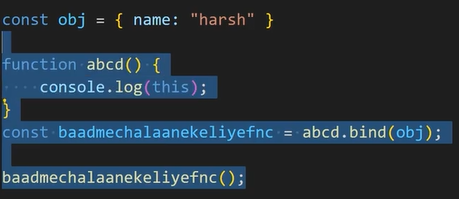 const obj = { name: "harsh" }
function abcd() {
    console.log(this);
}
const baadmechalaanekeliyefnc = abcd.bind(obj);
baadmechalaanekeliyefnc();